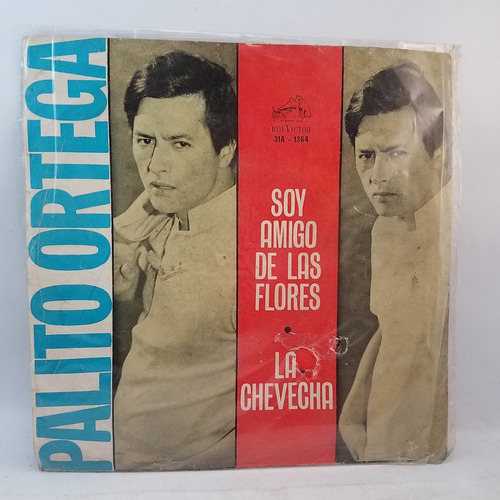 PALITO ORTEGA
RCA VICTOR
31A - 1364
SOY
AMIGO
DE LAS
FLORES
LA
CHEVECHA